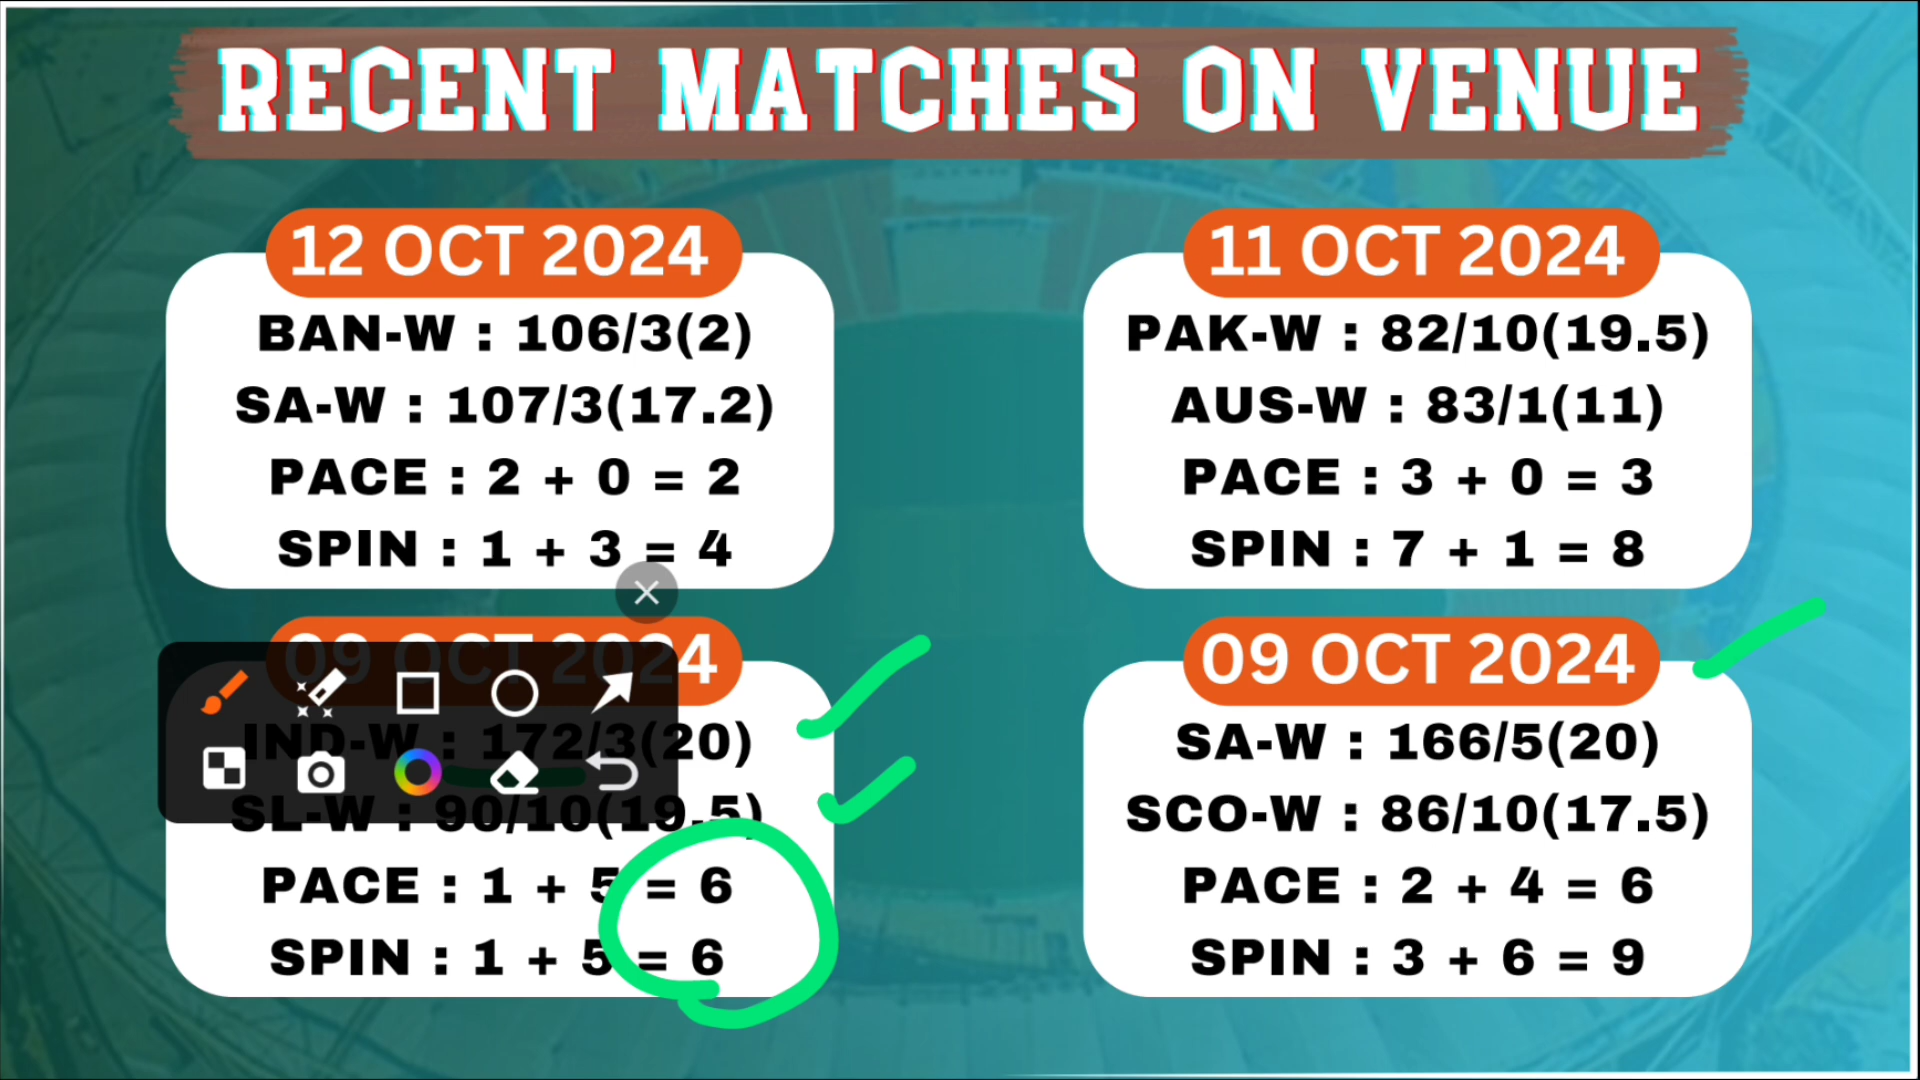 RECENT MATCHES ON VENUE
12 OCT 2024
BAN-W : 106/3(2)
SA-W : 107/3(17.2)
PACE : 2 + 0 = 2
SPIN : 1 + 3 = 4
11 OCT 2024
PAK-W : 82/10(19.5)
AUS-W : 83/1(11)
PACE : 3 + 0 = 3
SPIN : 7 + 1 = 8
09 OCT 2024
IND-W : 172/3(20)
SL-W : 90/10(19.5)
PACE : 1 + 5 = 6
SPIN : 1 + 5 = 6
09 OCT 2024
SA-W : 166/5(20)
SCO-W : 86/10(17.5)
PACE : 2 + 4 = 6
SPIN : 3 + 6 = 9